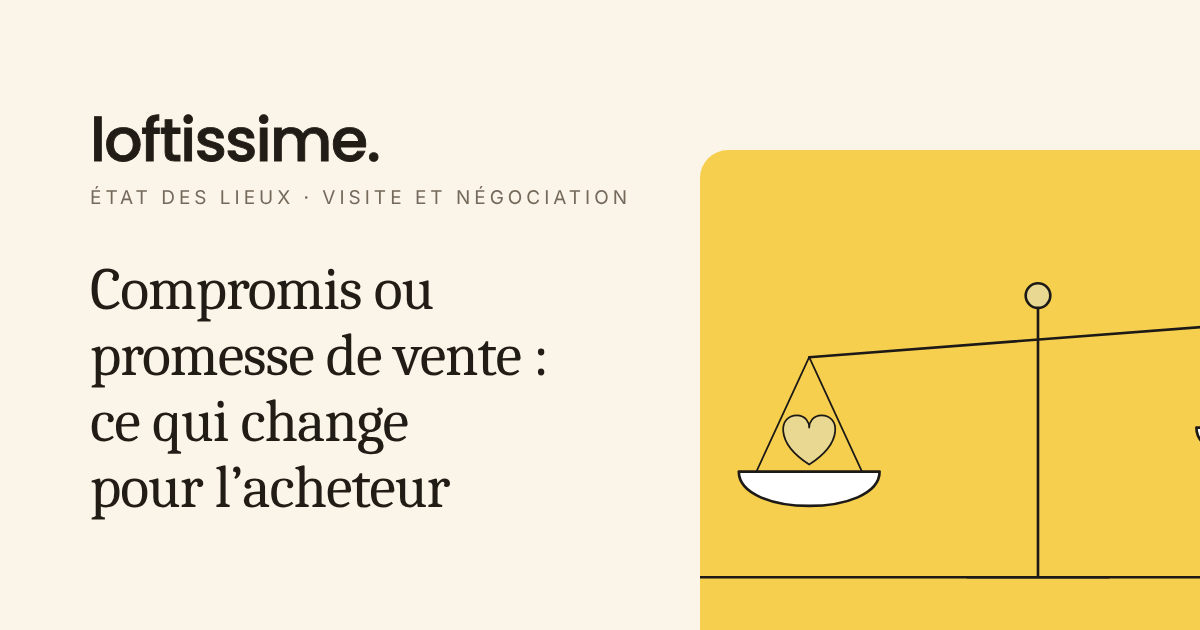 loftissime.
ÉTAT DES LIEUX · VISITE ET NÉGOCIATION
Compromis ou
promesse de vente :
ce qui change
pour l’acheteur